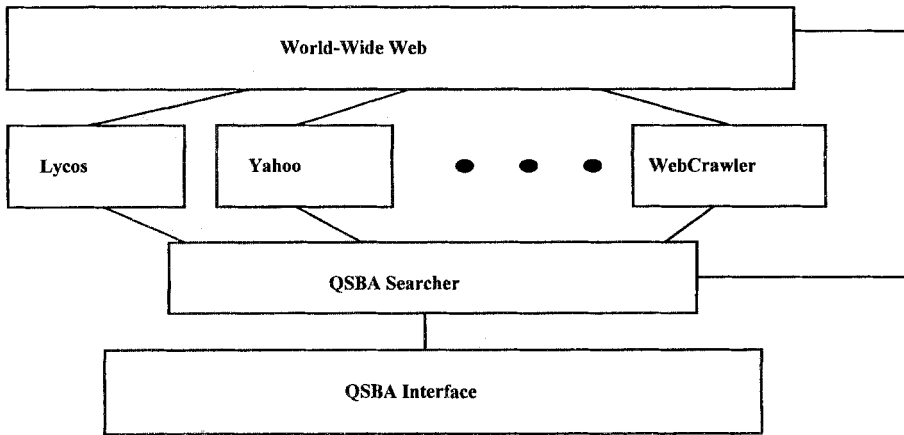 World-Wide Web
Lycos
Yahoo
WebCrawler
QSBA Searcher
QSBA Interface